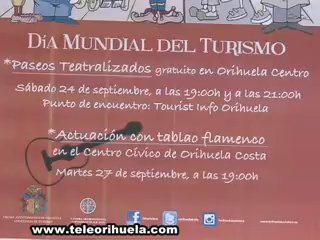 DÍA MUNDIAL DEL TURISMO
*Paseos Teatralizados gratuito en Orihuela Centro
Sábado 24 de septiembre, a las 19:00h y a las 21:00h
Punto de encuentro: Tourist Info Orihuela
*Actuación con tablao flamenco
en el Centro Cívico de Orihuela Costa
Martes 27 de septiembre, a las 19:00h
www.teleorihuela.com